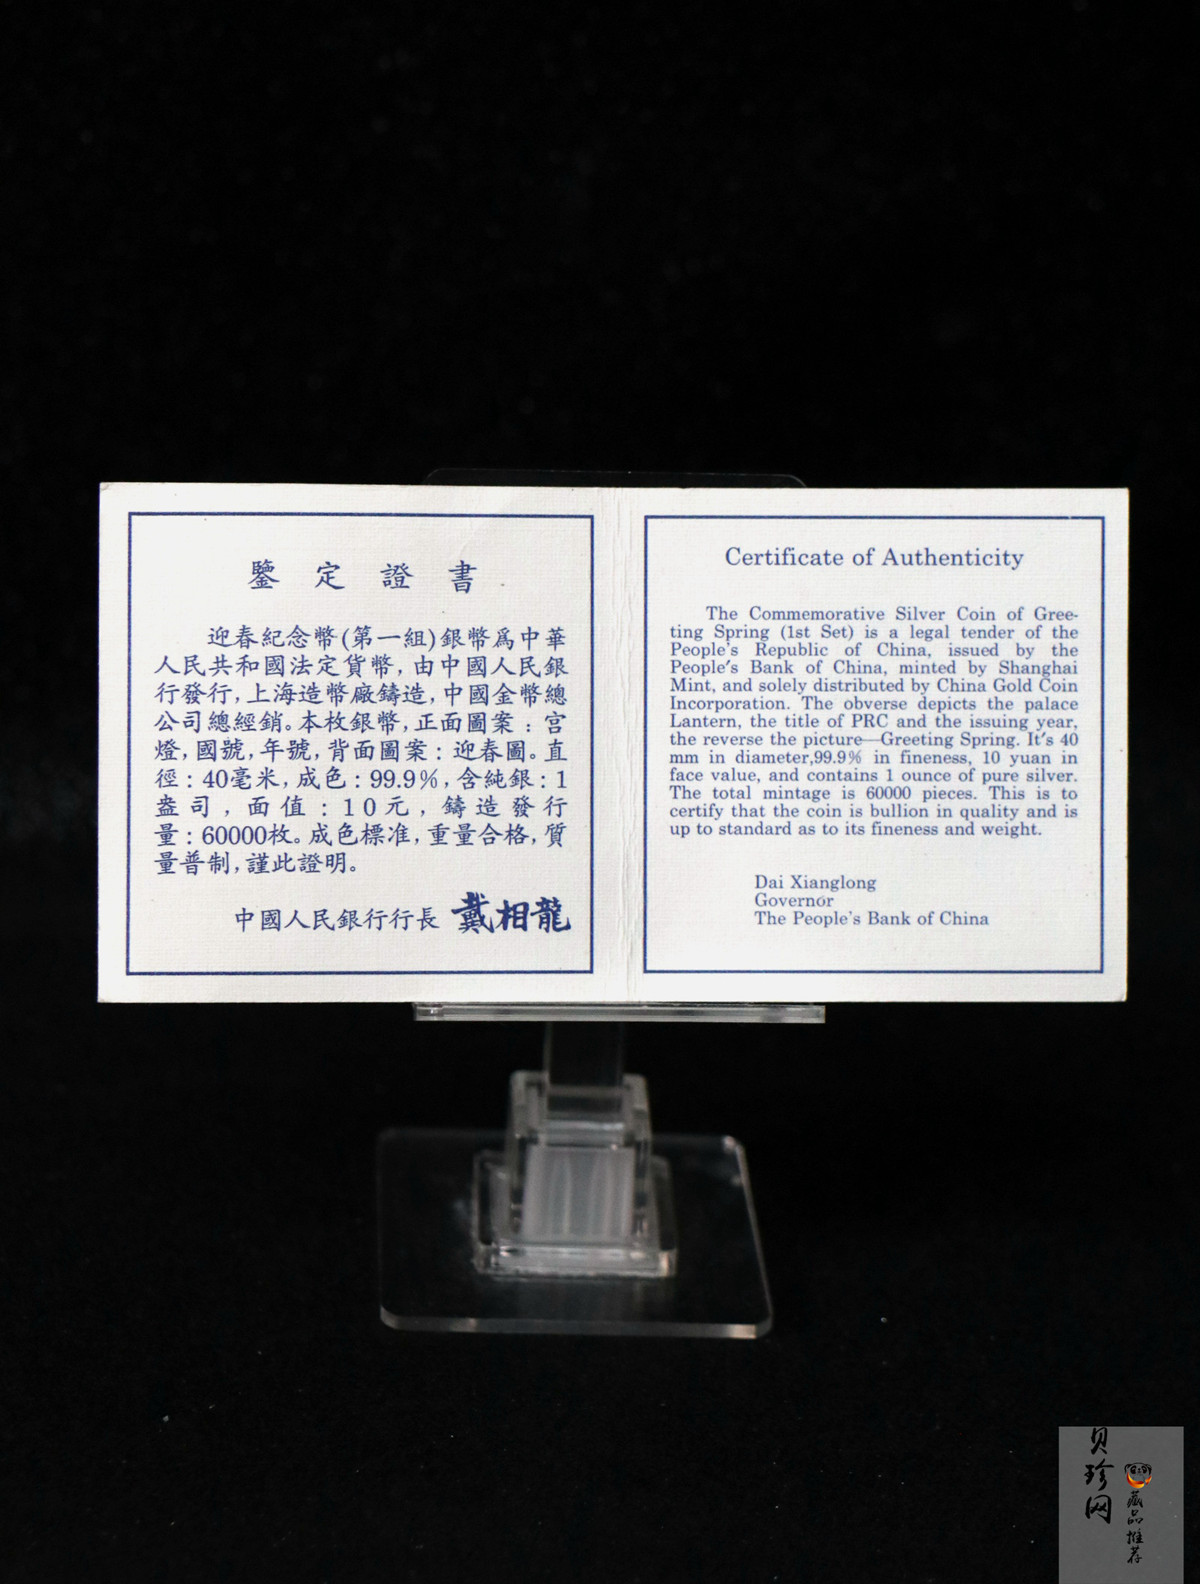 鑒定證書
迎春紀念幣(第一組)銀幣爲中華
人民共和國法定貨幣,由中國人民銀
行發行,上海造幣廠鑄造,中國金幣總
公司總經銷。本枚銀幣,正面圖案:宮
燈,國號,年號,背面圖案:迎春圖。直
徑:40毫米,成色:99.9%,含純銀:1
盎司,面值:10元,鑄造發行
量:60000枚。成色標准,重量合格,質
量普制,謹此證明。
中國人民銀行行長 戴相龍
Certificate of Authenticity
The Commemorative Silver Coin of Gree-
ting Spring (1st Set) is a legal tender of the
People's Republic of China, issued by the
People's Bank of China, minted by Shanghai
Mint, and solely distributed by China Gold Coin
Incorporation. The obverse depicts the palace
Lantern, the title of PRC and the issuing year,
the reverse the picture—Greeting Spring. It's 40
mm in diameter,99.9% in fineness, 10 yuan in
face value, and contains 1 ounce of pure silver.
The total mintage is 60000 pieces. This is to
certify that the coin is bullion in quality and is
up to standard as to its fineness and weight.
Dai Xianglong
Governor
The People's Bank of China
贝珍网
藏品推荐